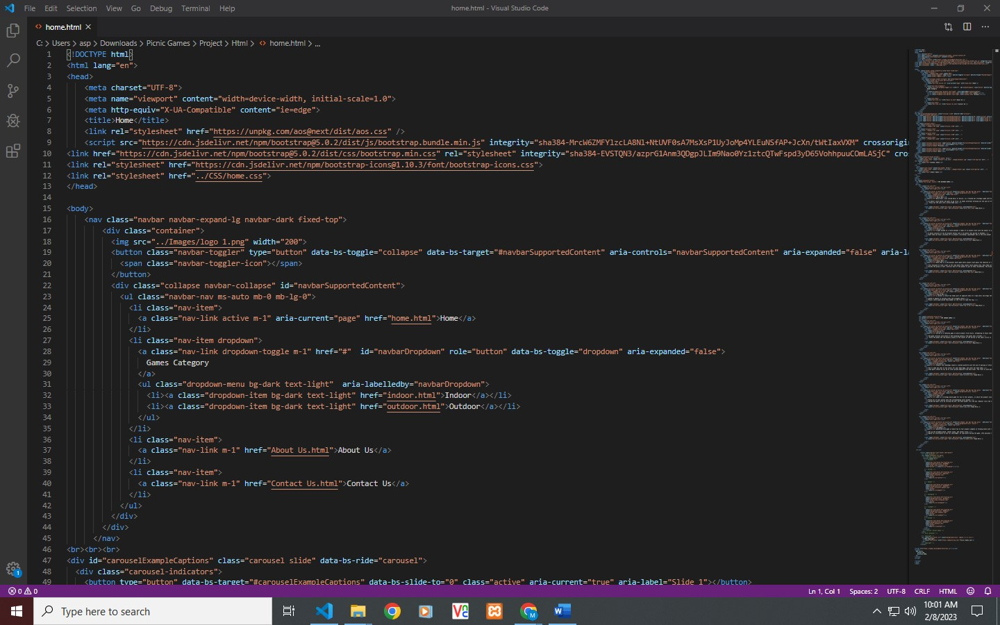 File Edit Selection View Go Debug Terminal Help
home.html - Visual Studio Code
home.html
C: > Users > asp > Downloads > Picnic Games > Project > Html > home.html > ...
1 <!DOCTYPE html>
2 <html lang="en">
3 <head>
4 <meta charset="UTF-8">
5 <meta name="viewport" content="width=device-width, initial-scale=1.0">
6 <meta http-equiv="X-UA-Compatible" content="ie=edge">
7 <title>Home</title>
8 <link rel="stylesheet" href="https://unpkg.com/aos@next/dist/aos.css" />
9 <script src="https://cdn.jsdelivr.net/npm/bootstrap@5.0.2/dist/js/bootstrap.bundle.min.js" integrity="sha384-MrcW6ZMFYlzcLA8Nl+NtUVF0sA7MsXsP1UyJoMp4YLEuNSfAP+JcXn/tWtIaxVXM" crossorigin
10 <link href="https://cdn.jsdelivr.net/npm/bootstrap@5.0.2/dist/css/bootstrap.min.css" rel="stylesheet" integrity="sha384-EVSTQN3/azprG1Anm3QDgpJLIm9Nao0Yz1ztcQTwFspd3yD65VohhpuuCOmLASjC" cros
11 <link rel="stylesheet" href="https://cdn.jsdelivr.net/npm/bootstrap-icons@1.10.3/font/bootstrap-icons.css">
12 <link rel="stylesheet" href="../CSS/home.css">
13 </head>
14
15 <body>
16 <nav class="navbar navbar-expand-lg navbar-dark fixed-top">
17 <div class="container">
18 <img src="../Images/logo 1.png" width="200">
19 <button class="navbar-toggler" type="button" data-bs-toggle="collapse" data-bs-target="#navbarSupportedContent" aria-controls="navbarSupportedContent" aria-expanded="false" aria-la
20 <span class="navbar-toggler-icon"></span>
21 </button>
22 <div class="collapse navbar-collapse" id="navbarSupportedContent">
23 <ul class="navbar-nav ms-auto mb-0 mb-lg-0">
24 <li class="nav-item">
25 <a class="nav-link active m-1" aria-current="page" href="home.html">Home</a>
26 </li>
27 <li class="nav-item dropdown">
28 <a class="nav-link dropdown-toggle m-1" href="#"  id="navbarDropdown" role="button" data-bs-toggle="dropdown" aria-expanded="false">
29 Games Category
30 </a>
31 <ul class="dropdown-menu bg-dark text-light"  aria-labelledby="navbarDropdown">
32 <li><a class="dropdown-item bg-dark text-light" href="indoor.html">Indoor</a></li>
33 <li><a class="dropdown-item bg-dark text-light" href="outdoor.html">Outdoor</a></li>
34 </ul>
35 </li>
36 <li class="nav-item">
37 <a class="nav-link m-1" href="About Us.html">About Us</a>
38 </li>
39 <li class="nav-item">
40 <a class="nav-link m-1" href="Contact Us.html">Contact Us</a>
41 </li>
42 </ul>
43 </div>
44 </div>
45 </nav>
46 <br><br><br>
47 <div id="carouselExampleCaptions" class="carousel slide" data-bs-ride="carousel">
48 <div class="carousel-indicators">
49 <button type="button" data-bs-target="#carouselExampleCaptions" data-bs-slide-to="0" class="active" aria-current="true" aria-label="Slide 1"></button>
1
0 0 Ln 1, Col 1 Spaces: 2 UTF-8 CRLF HTML
Type here to search
10:01 AM
2/8/2023